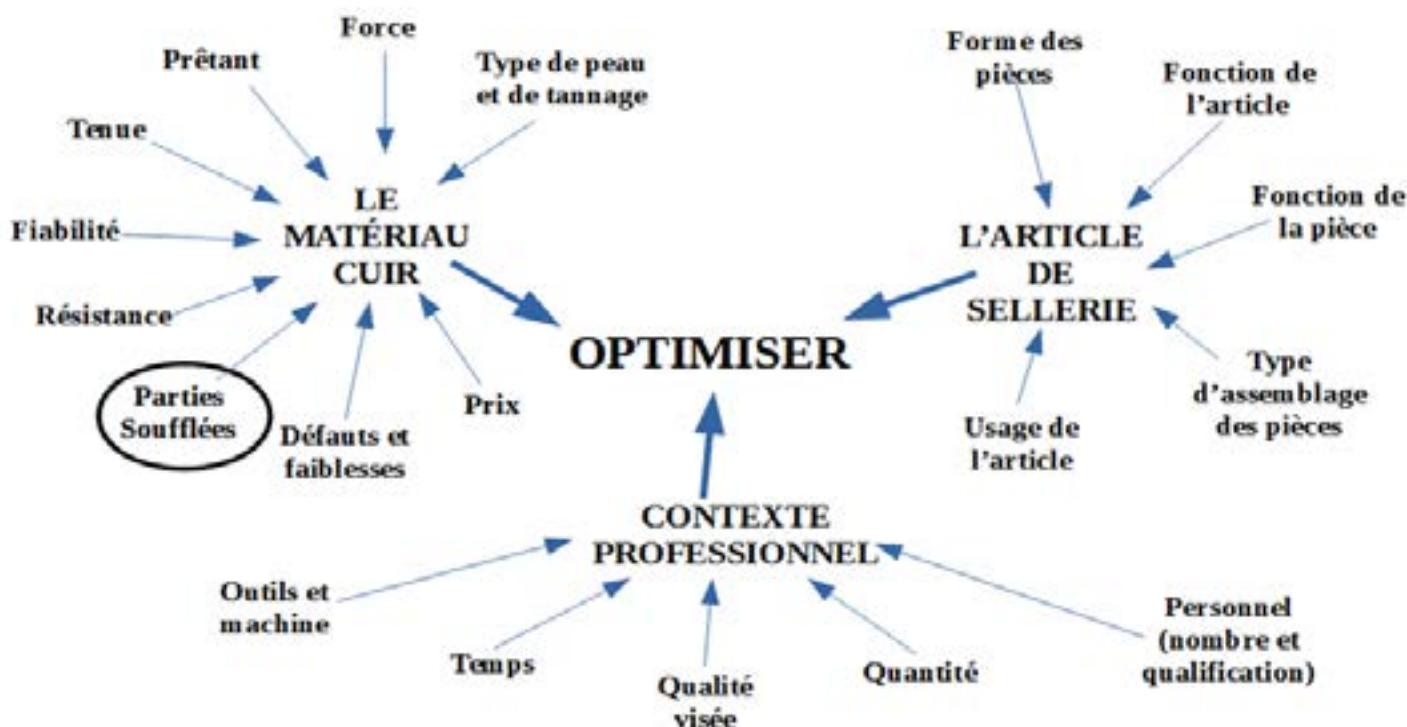 Force
Prêtant
Type de peau
et de tannage
Tenue
Fiabilité
Résistance
Parties
Soufflées
Défauts et
faiblesses
Prix
LE
MATÉRIAU
CUIR
Forme des
pièces
Fonction de
l'article
Fonction de
la pièce
L'ARTICLE
DE
SELLERIE
Type
d'assemblage
des pièces
Usage de
l'article
OPTIMISER
CONTEXTE
PROFESSIONNEL
Outils et
machine
Temps
Qualité
visée
Quantité
Personnel
(nombre et
qualification)